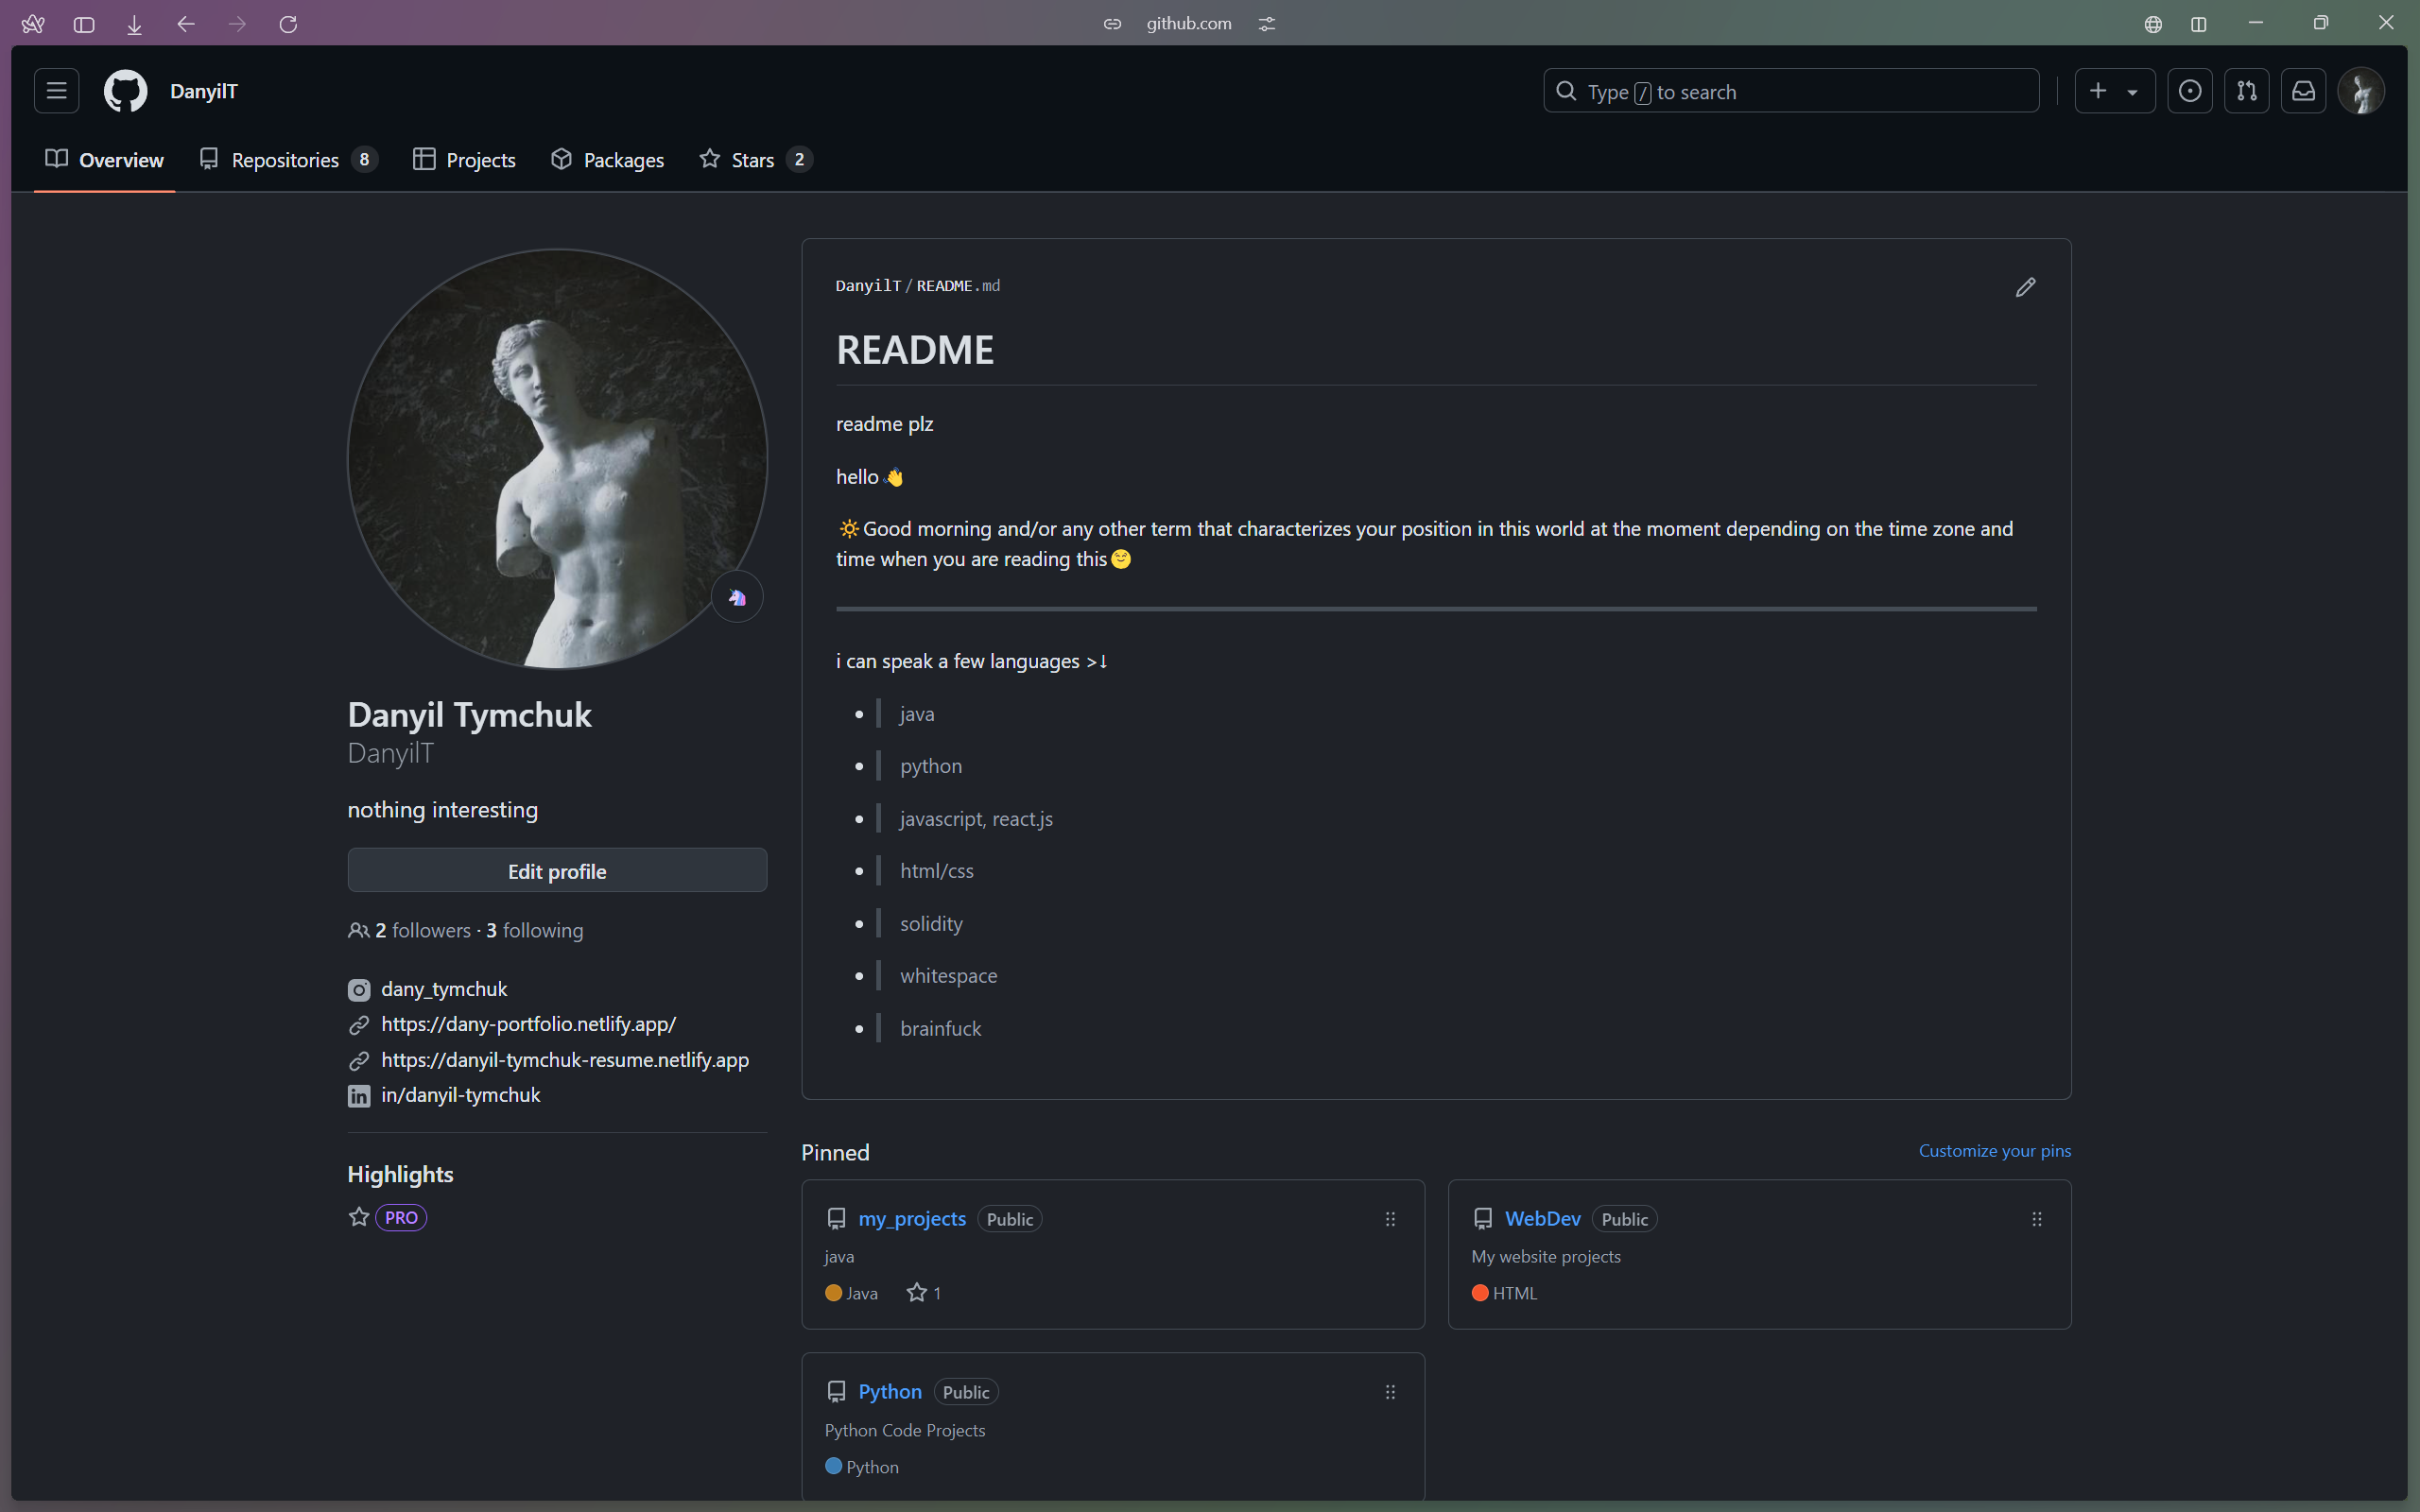 github.com
DanyilT
Type / to search
Overview
Repositories 8
Projects
Packages
Stars 2
Danyil Tymchuk
DanyilT
nothing interesting
Edit profile
2 followers · 3 following
dany_tymchuk
https://dany-portfolio.netlify.app/
https://danyil-tymchuk-resume.netlify.app
in/danyil-tymchuk
Highlights
PRO
DanyilT/README.md
README
readme plz
hello👋
🔅Good morning and/or any other term that characterizes your position in this world at the moment depending on the time zone and
time when you are reading this😊
i can speak a few languages >↓
java
python
javascript, react.js
html/css
solidity
whitespace
brainfuck
Pinned
Customize your pins
my_projects Public
java
Java 1
WebDev Public
My website projects
HTML
Python Public
Python Code Projects
Python